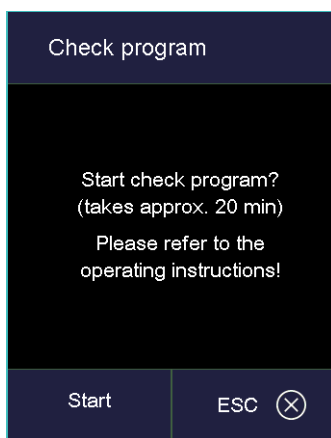 Check program
Start check program?
(takes approx. 20 min)
Please refer to the
operating instructions!
Start
ESC